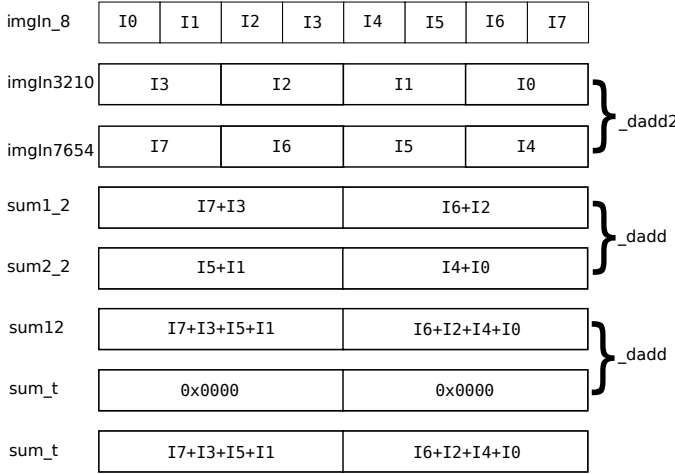 imgIn_8 I0 I1 I2 I3 I4 I5 I6 I7
imgIn3210 I3 I2 I1 I0
_dadd2
imgIn7654 I7 I6 I5 I4
sum1_2 I7+I3 I6+I2
_dadd
sum2_2 I5+I1 I4+I0
sum12 I7+I3+I5+I1 I6+I2+I4+I0
_dadd
sum_t 0x0000 0x0000
sum_t I7+I3+I5+I1 I6+I2+I4+I0